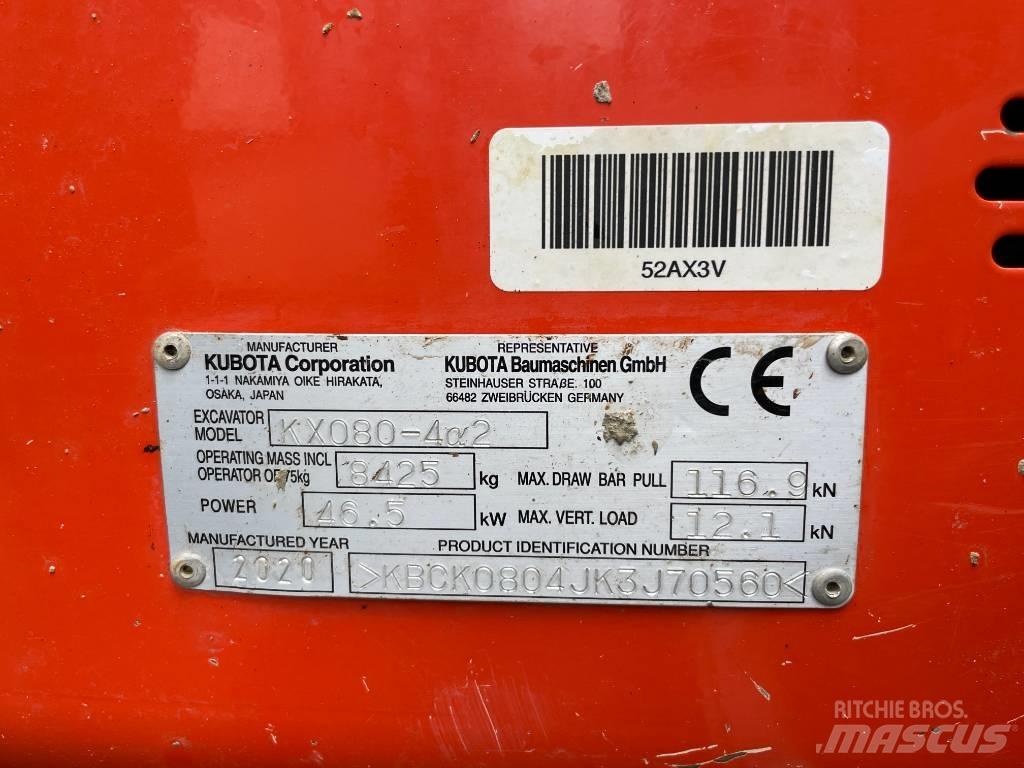 52AX3V
MANUFACTURER
KUBOTA Corporation
1-1-1 NAKAMIYA OIKE HIRAKATA,
OSAKA, JAPAN
REPRESENTATIVE
KUBOTA Baumaschinen GmbH
STEINHAUSER STRAßE. 100
66482 ZWEIBRÜCKEN GERMANY
CE
EXCAVATOR
MODEL KX080-4α2
OPERATING MASS INCL
OPERATOR OF 75kg 8425 kg
MAX. DRAW BAR PULL 116.9 kN
POWER 46.5 kW
MAX. VERT. LOAD 12.1 kN
MANUFACTURED YEAR
2020
PRODUCT IDENTIFICATION NUMBER
>KBCK0804JK3J70560<
RITCHIE BROS.
MASCUS